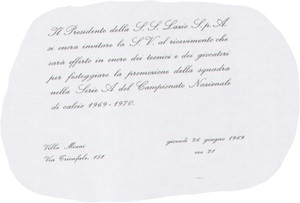 Il Presidente della S.S. Lazio S.p.A.
si onora invitare la S.V. al ricevimento che
sarà offerto in onore dei tecnici e dei giocatori
per festeggiare la promozione della squadra
nella Serie A del Campionato Nazionale
di calcio 1969-1970.
Villa Miani
Via Trionfale, 151
giovedì 26 giugno 1969
ore 21